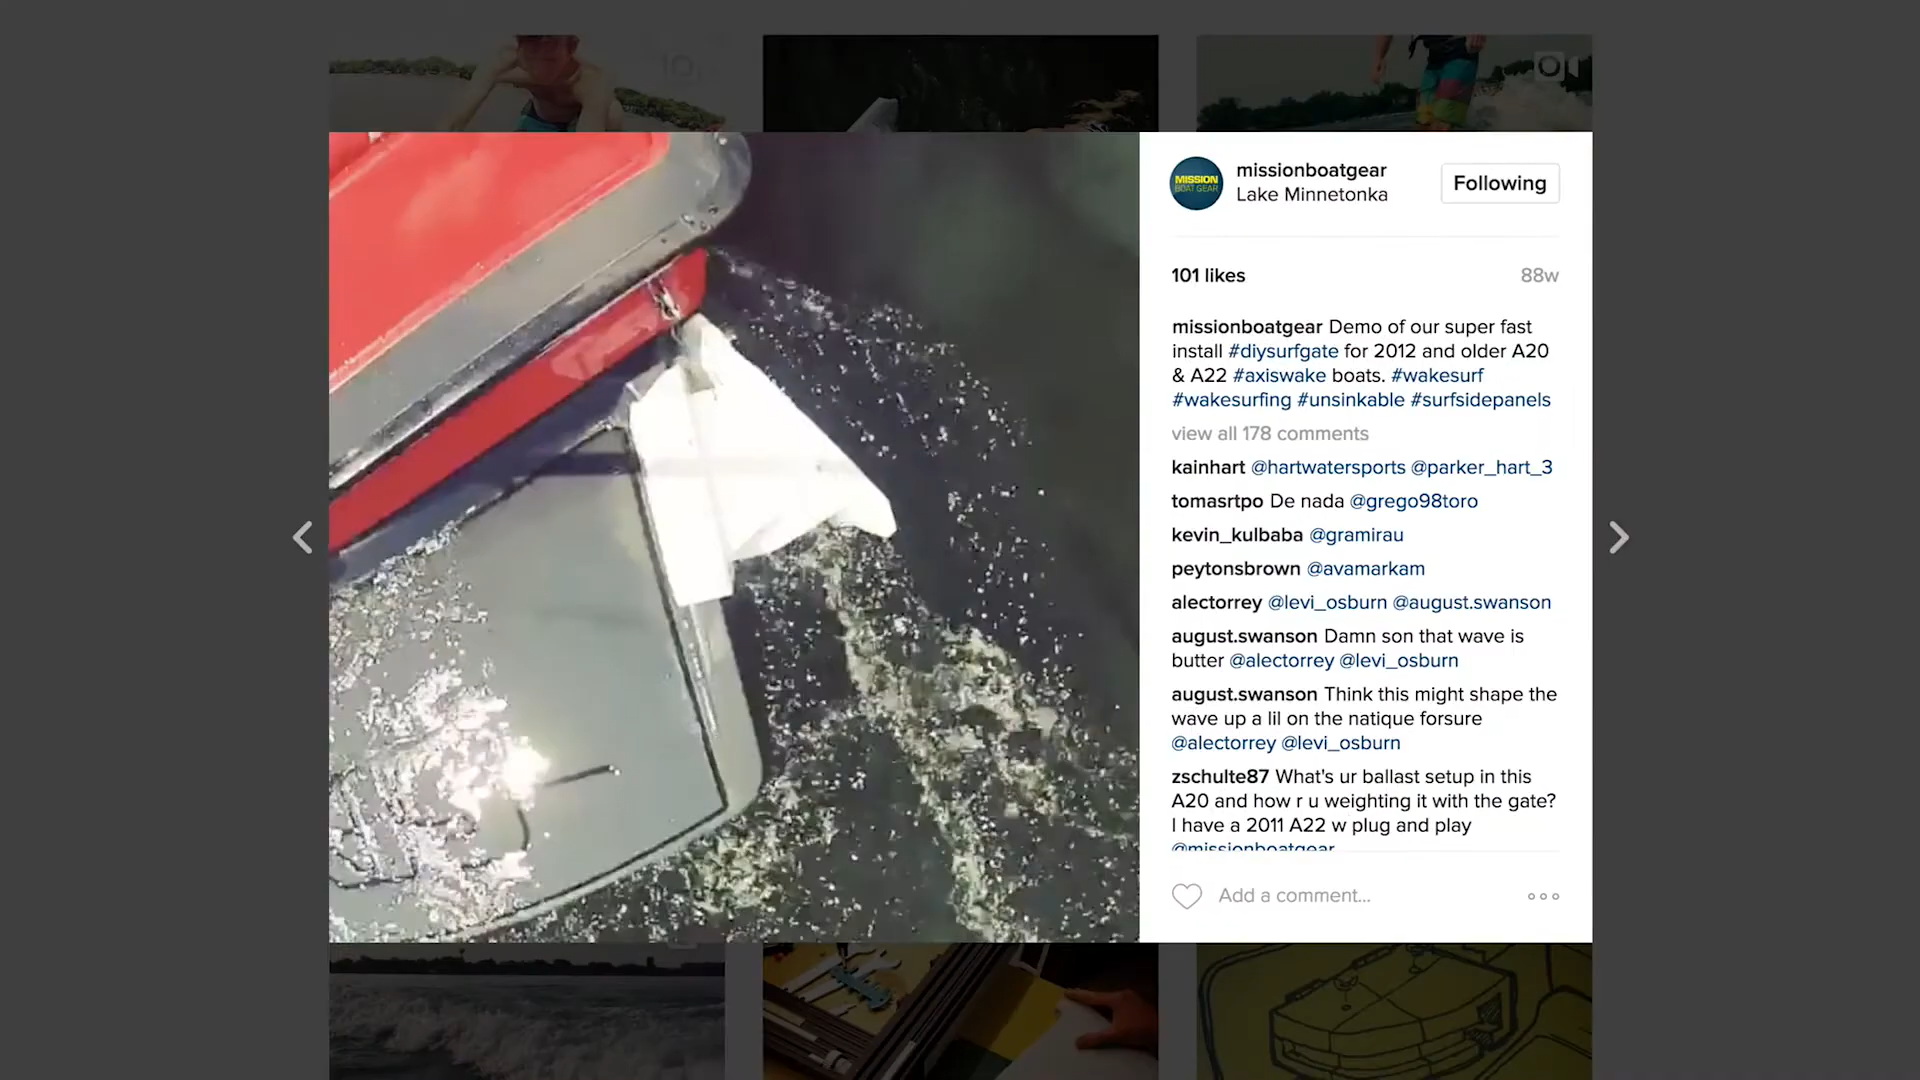 MISSION
BOAT GEAR
missionboatgear
Lake Minnetonka
Following
101 likes
88w
missionboatgear Demo of our super fast
install #diysurfgate for 2012 and older A20
& A22 #axiswake boats. #wakesurf
#wakesurfing #unsinkable #surfsidepanels
view all 178 comments
kainhart @hartwatersports @parker_hart_3
tomasrtpo De nada @grego98toro
kevin_kulbaba @gramirau
peytonsbrown @avamarkam
alectorrey @levi_osburn @august.swanson
august.swanson Damn son that wave is
butter @alectorrey @levi_osburn
august.swanson Think this might shape the
wave up a lil on the natique forsure
@alectorrey @levi_osburn
zschulte87 What's ur ballast setup in this
A20 and how r u weighting it with the gate?
I have a 2011 A22 w plug and play
@missionboatgear
Add a comment...